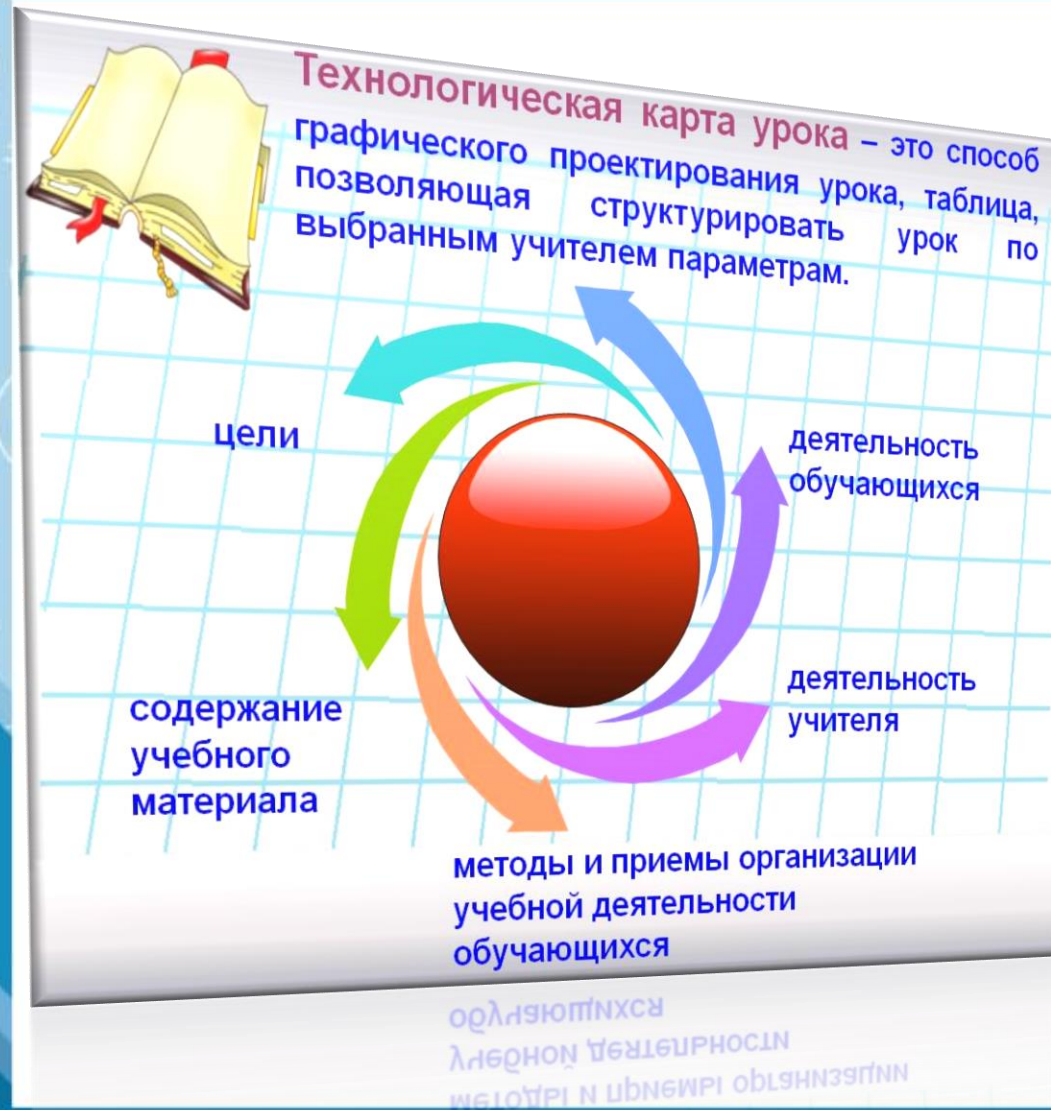 Технологическая карта урока – это способ
графического проектирования урока, таблица,
позволяющая структурировать урок по
выбранным учителем параметрам.
цели
деятельность
обучающихся
содержание
учебного
материала
деятельность
учителя
методы и приемы организации
учебной деятельности
обучающихся